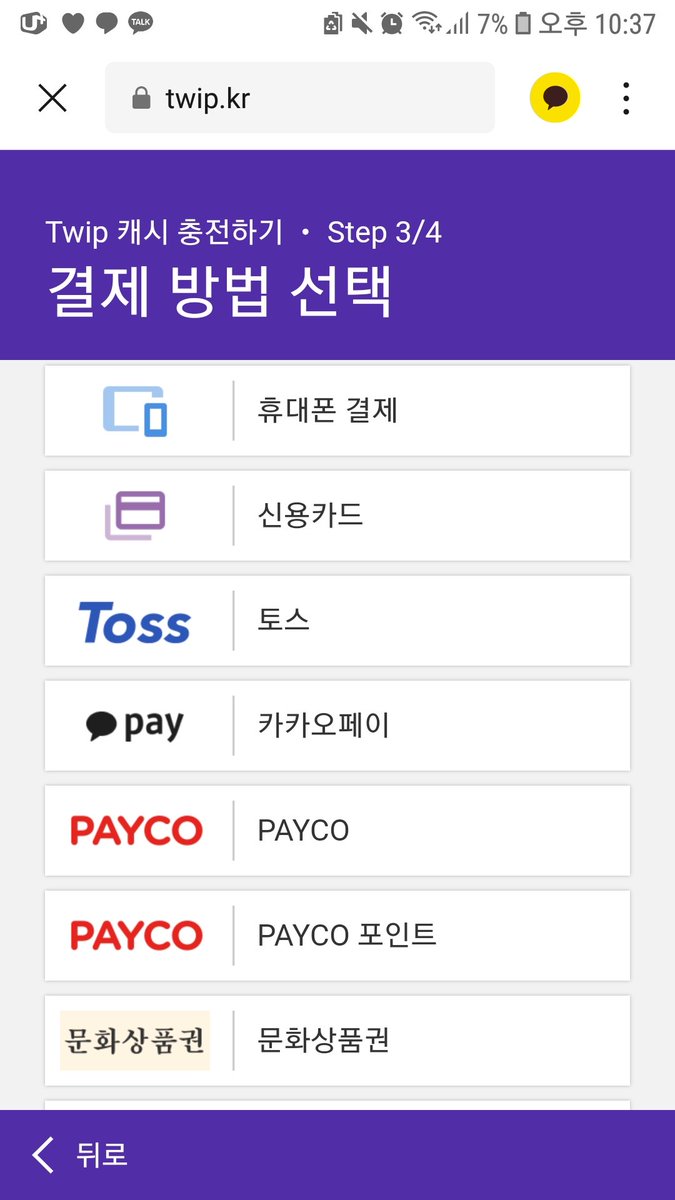 U+
TALK
7% 오후 10:37
twip.kr
Twip 캐시 충전하기 • Step 3/4
결제 방법 선택
휴대폰 결제
신용카드
Toss 토스
pay 카카오페이
PAYCO PAYCO
PAYCO PAYCO 포인트
문화상품권 문화상품권
뒤로